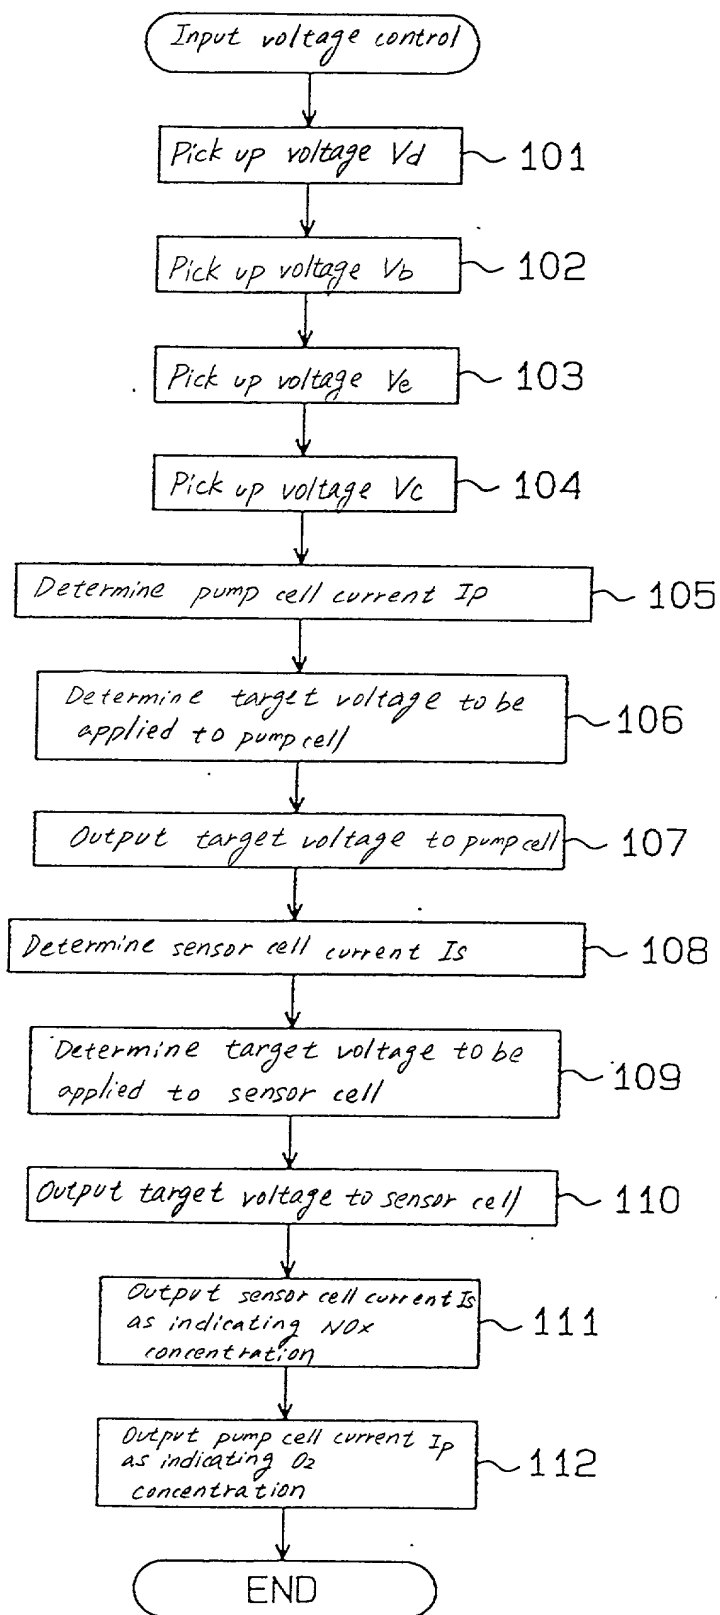 Input voltage control
Pick up voltage Vd
101
Pick up voltage Vb
102
Pick up voltage Ve
103
Pick up voltage Vc
104
Determine pump cell current Ip
105
Determine target voltage to be
applied to pump cell
106
Output target voltage to pump cell
107
Determine sensor cell current Is
108
Determine target voltage to be
applied to sensor cell
109
Output target voltage to sensor cell
110
Output sensor cell current Is
as indicating NOx
concentration
111
Output pump cell current Ip
as indicating O2
concentration
112
END